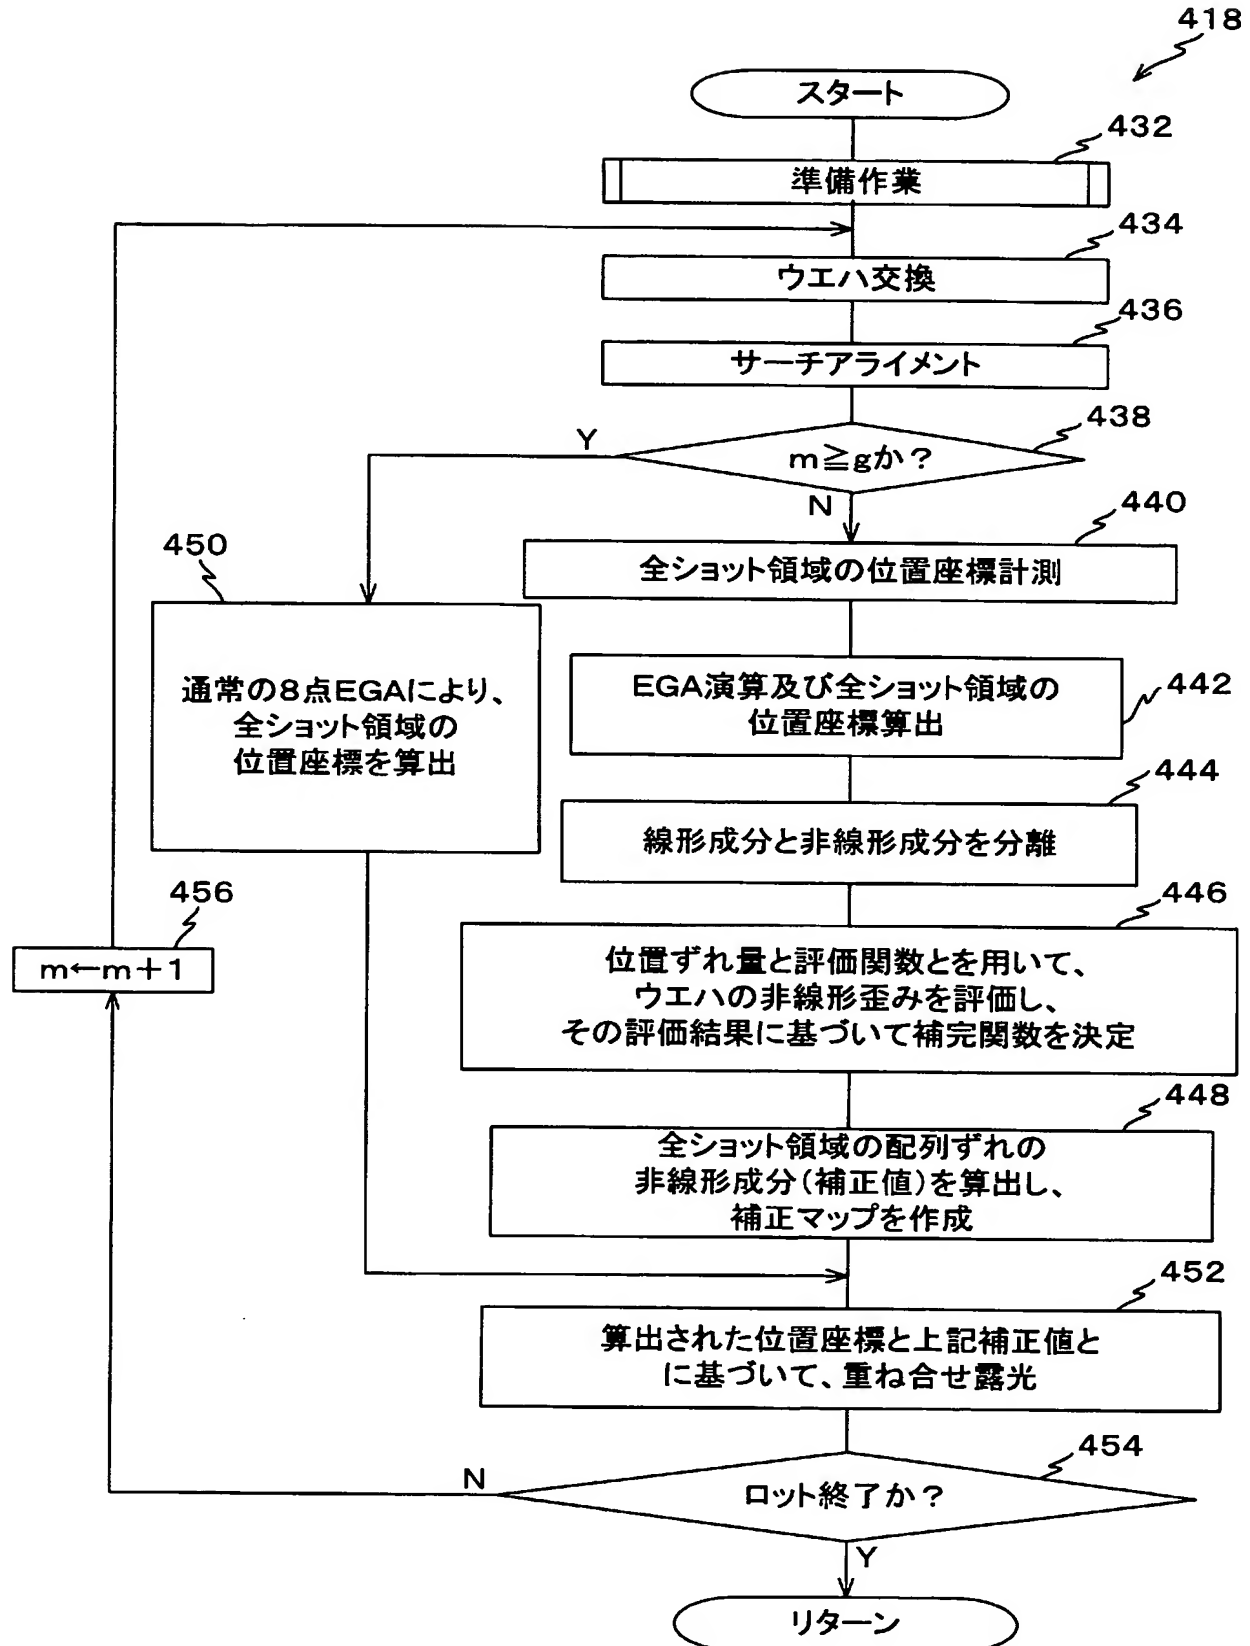 418
スタート
432
準備作業
434
ウエハ交換
436
サーチアライメント
438
m≧gか?
Y
N
440
全ショット領域の位置座標計測
450
通常の8点EGAにより、
全ショット領域の
位置座標を算出
EGA演算及び全ショット領域の
位置座標算出
442
444
線形成分と非線形成分を分離
446
位置ずれ量と評価関数とを用いて、
ウエハの非線形歪みを評価し、
その評価結果に基づいて補完関数を決定
456
m←m+1
448
全ショット領域の配列ずれの
非線形成分(補正値)を算出し、
補正マップを作成
452
算出された位置座標と上記補正値と
に基づいて、重ね合せ露光
454
ロット終了か?
N
Y
リターン